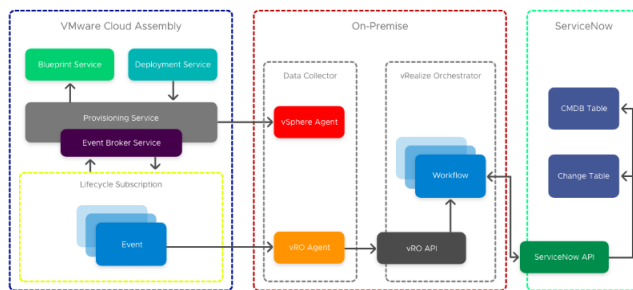 VMware Cloud Assembly
Blueprint Service
Deployment Service
Provisioning Service
Event Broker Service
Lifecycle Subscription
Event
On-Premise
Data Collector
vSphere Agent
vRO Agent
vRealize Orchestrator
Workflow
vRO API
ServiceNow
CMDB Table
Change Table
ServiceNow API